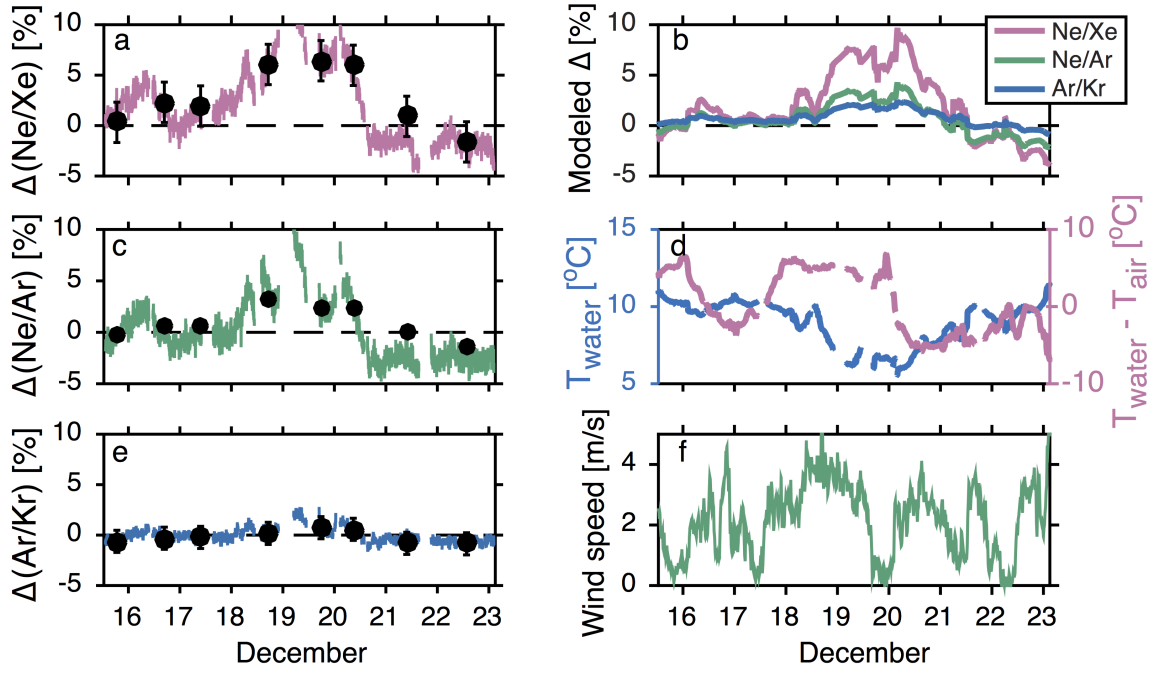 Δ(Ne/Xe) [%]
10
5
0
-5
a
Modeled Δ [%]
10
5
0
-5
b
Ne/Xe
Ne/Ar
Ar/Kr
Δ(Ne/Ar) [%]
10
5
0
-5
c
T water [°C]
15
10
5
d
10
0
-10
T water - T air [°C]
Δ(Ar/Kr) [%]
10
5
0
-5
e
16 17 18 19 20 21 22 23
December
Wind speed [m/s]
4
2
0
f
16 17 18 19 20 21 22 23
December